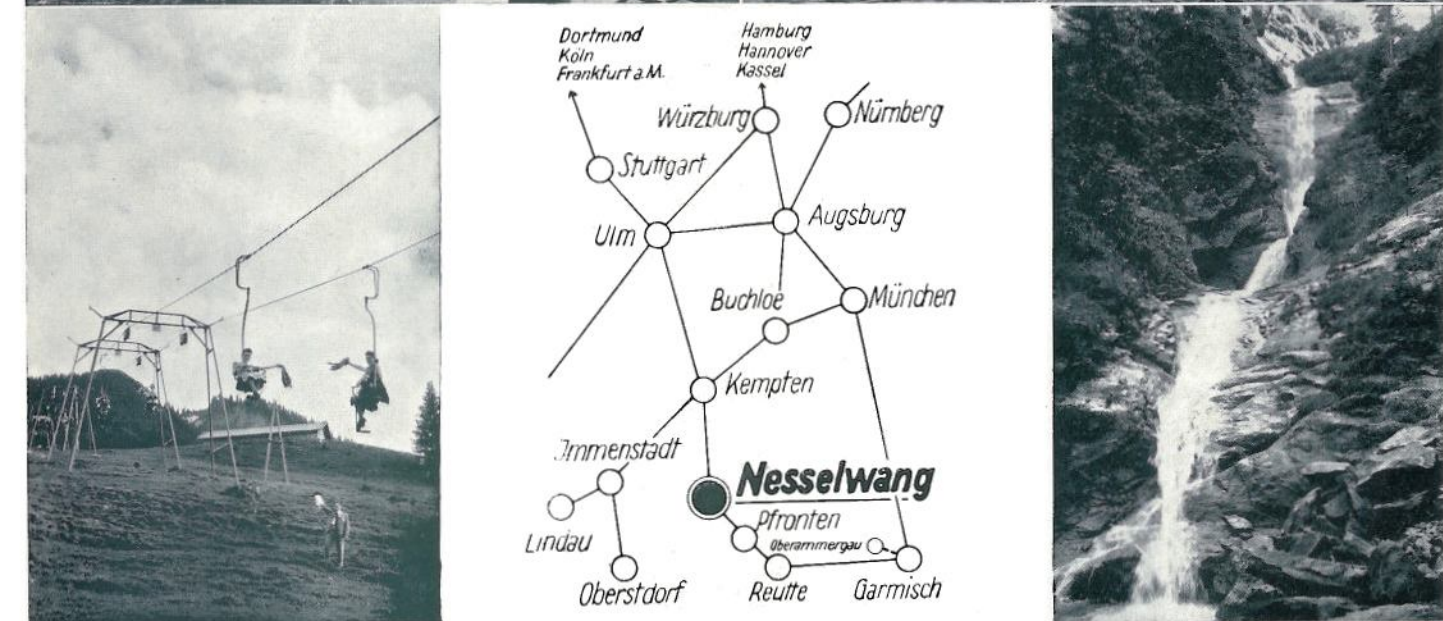 Dortmund
Köln
Frankfurt a.M.
Hamburg
Hannover
Kassel
Würzburg
Nürnberg
Stuttgart
Ulm
Augsburg
Buchloe
München
Kempten
Immenstadt
Nesselwang
Pfronten
Oberammergau
Lindau
Oberstdorf
Reutte
Garmisch